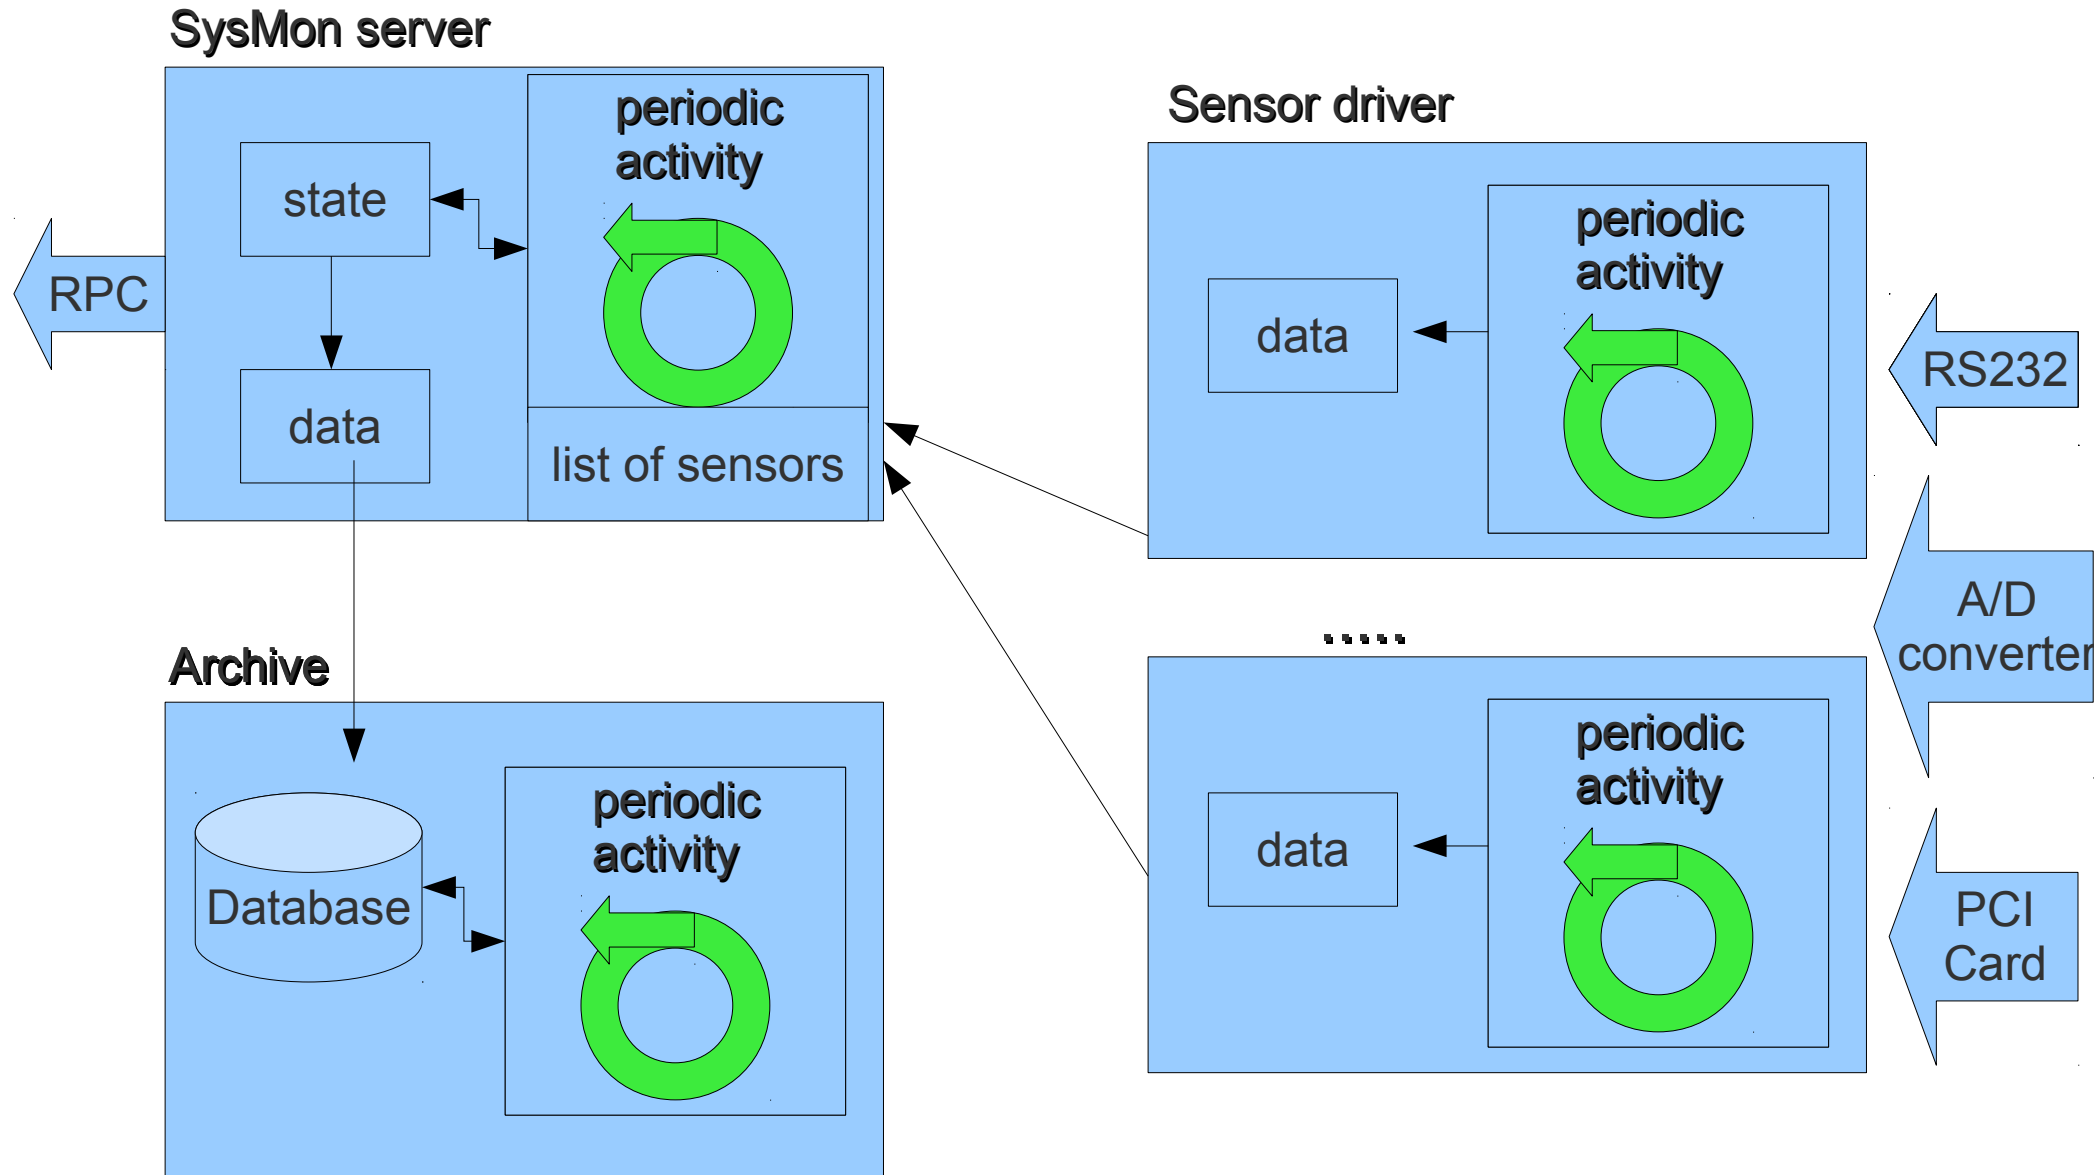 SysMon server
periodic
activity
state
RPC
data
list of sensors
Sensor driver
periodic
activity
data
RS232
A/D
converter
.....
Archive
periodic
activity
Database
periodic
activity
data
PCI
Card